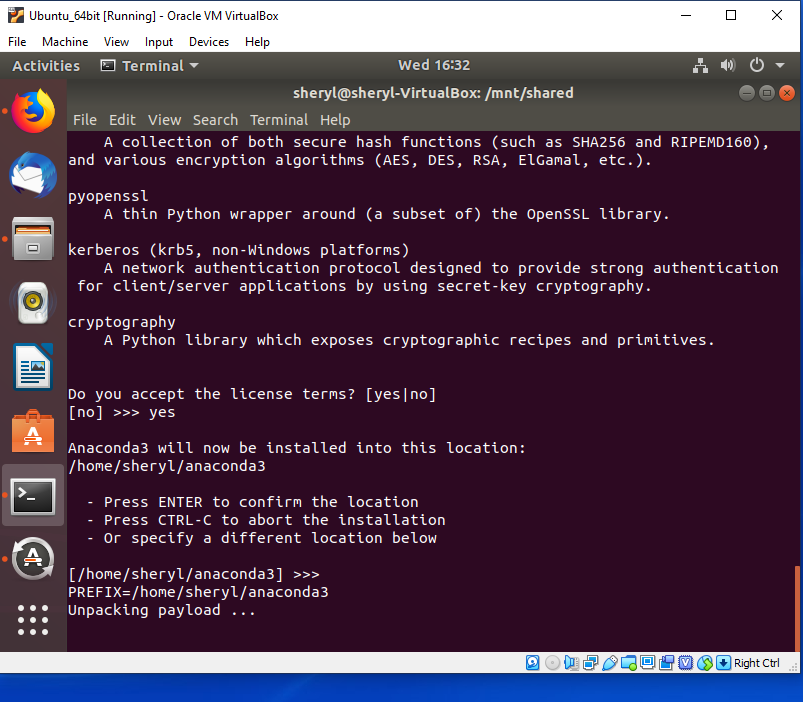 Ubuntu_64bit [Running] - Oracle VM VirtualBox
File Machine View Input Devices Help
Activities Terminal Wed 16:32
sheryl@sheryl-VirtualBox: /mnt/shared
File Edit View Search Terminal Help
A collection of both secure hash functions (such as SHA256 and RIPEMD160),
and various encryption algorithms (AES, DES, RSA, ElGamal, etc.).
pyopenssl
A thin Python wrapper around (a subset of) the OpenSSL library.
kerberos (krb5, non-Windows platforms)
A network authentication protocol designed to provide strong authentication
for client/server applications by using secret-key cryptography.
cryptography
A Python library which exposes cryptographic recipes and primitives.
Do you accept the license terms? [yes|no]
[no] >>> yes
Anaconda3 will now be installed into this location:
/home/sheryl/anaconda3
- Press ENTER to confirm the location
- Press CTRL-C to abort the installation
- Or specify a different location below
[/home/sheryl/anaconda3] >>>
PREFIX=/home/sheryl/anaconda3
Unpacking payload ...
Right Ctrl